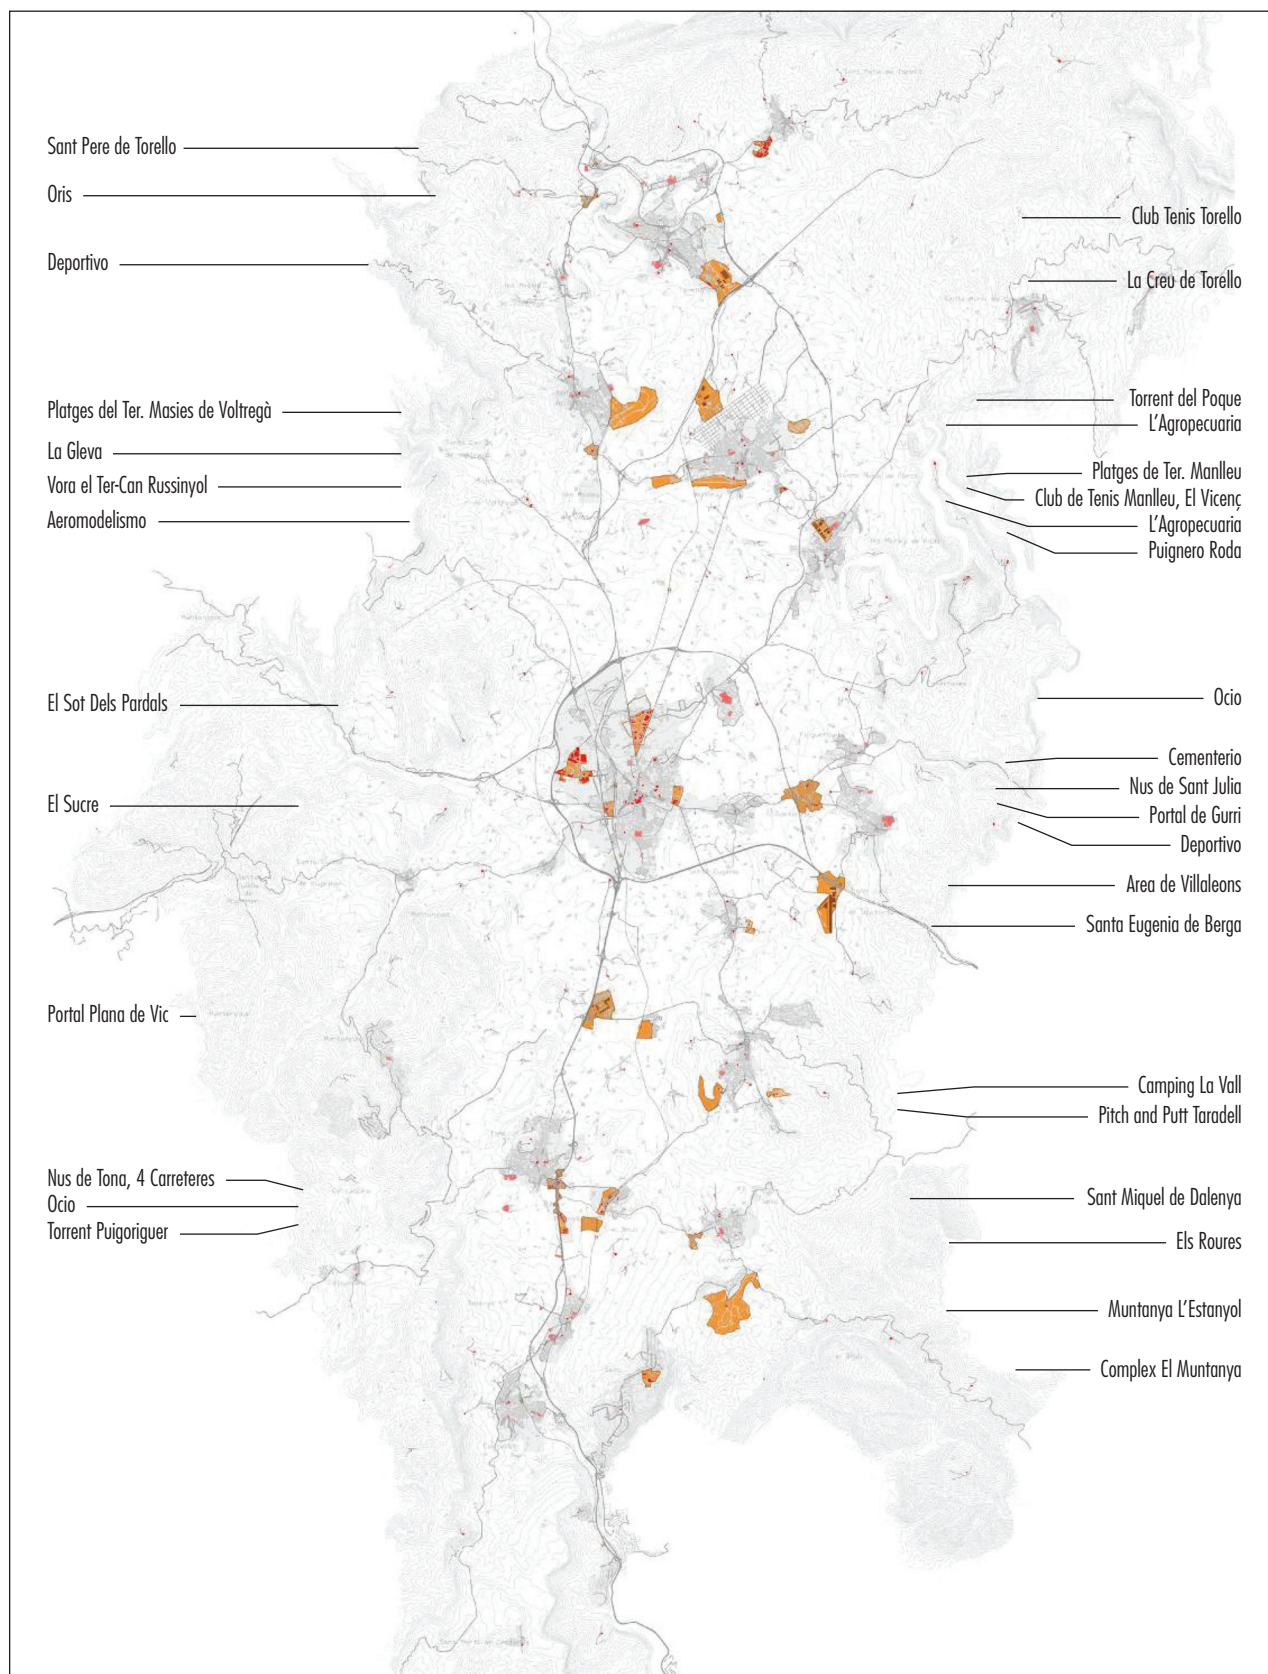 Sant Pere de Torello
Oris
Deportivo
Platges del Ter. Masies de Voltregà
La Gleva
Vora el Ter-Can Russinyol
Aeromodelismo
El Sot Dels Pardals
El Sucre
Portal Plana de Vic
Nus de Tona, 4 Carreteres
Ocio
Torrent Puigoriguer
Club Tenis Torello
La Creu de Torello
Torrent del Poque
L'Agropecuaria
Platges de Ter. Manlleu
Club de Tenis Manlleu, El Vicenç
L'Agropecuaria
Puignero Roda
Ocio
Cementerio
Nus de Sant Julia
Portal de Gurri
Deportivo
Area de Villaleons
Santa Eugenia de Berga
Camping La Vall
Pitch and Putt Taradell
Sant Miquel de Dalenya
Els Roures
Muntanya L'Estanyol
Complex El Muntanya